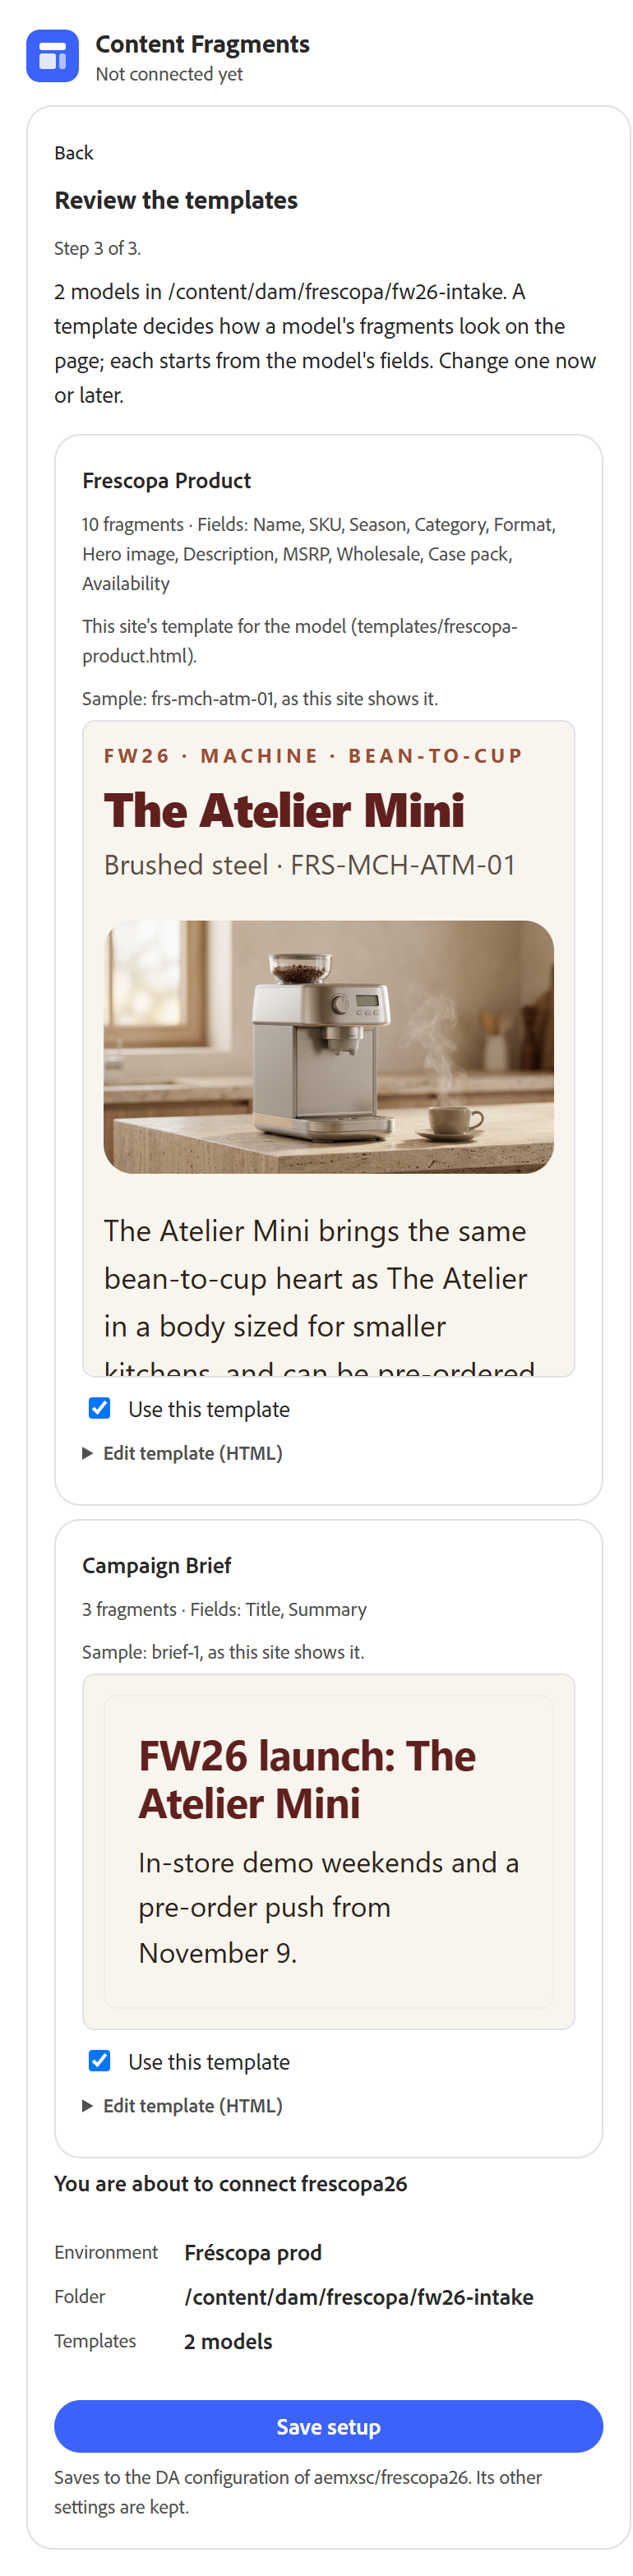 Content Fragments
Not connected yet
Back
Review the templates
Step 3 of 3.
2 models in /content/dam/frescopa/fw26-intake. A
template decides how a model's fragments look on the
page; each starts from the model's fields. Change one now
or later.
Frescopa Product
10 fragments · Fields: Name, SKU, Season, Category, Format,
Hero image, Description, MSRP, Wholesale, Case pack,
Availability
This site's template for the model (templates/frescopa-
product.html).
Sample: frs-mch-atm-01, as this site shows it.
FW26 · MACHINE · BEAN-TO-CUP
The Atelier Mini
Brushed steel · FRS-MCH-ATM-01
The Atelier Mini brings the same
bean-to-cup heart as The Atelier
in a body sized for smaller
kitchens, and can be pre-ordered
Use this template
Edit template (HTML)
Campaign Brief
3 fragments · Fields: Title, Summary
Sample: brief-1, as this site shows it.
FW26 launch: The
Atelier Mini
In-store demo weekends and a
pre-order push from
November 9.
Use this template
Edit template (HTML)
You are about to connect frescopa26
Environment Fréscopa prod
Folder /content/dam/frescopa/fw26-intake
Templates 2 models
Save setup
Saves to the DA configuration of aemxsc/frescopa26. Its other
settings are kept.